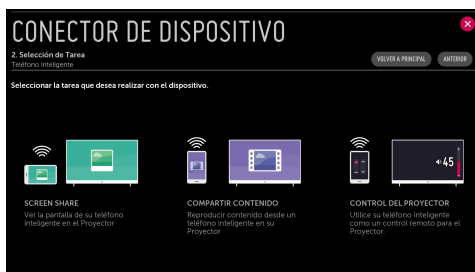 CONECTOR DE DISPOSITIVO
2. Selección de Tarea
Teléfono Inteligente
VOLVER A PRINCIPAL
ANTERIOR
Seleccionar la tarea que desea realizar con el dispositivo.
45
SCREEN SHARE
Ver la pantalla de su teléfono
inteligente en el Proyector
COMPARTIR CONTENIDO
Reproducir contenido desde un
teléfono inteligente en su
Proyector
CONTROL DEL PROYECTOR
Utilice su teléfono inteligente
como un control remoto para el
Proyector.